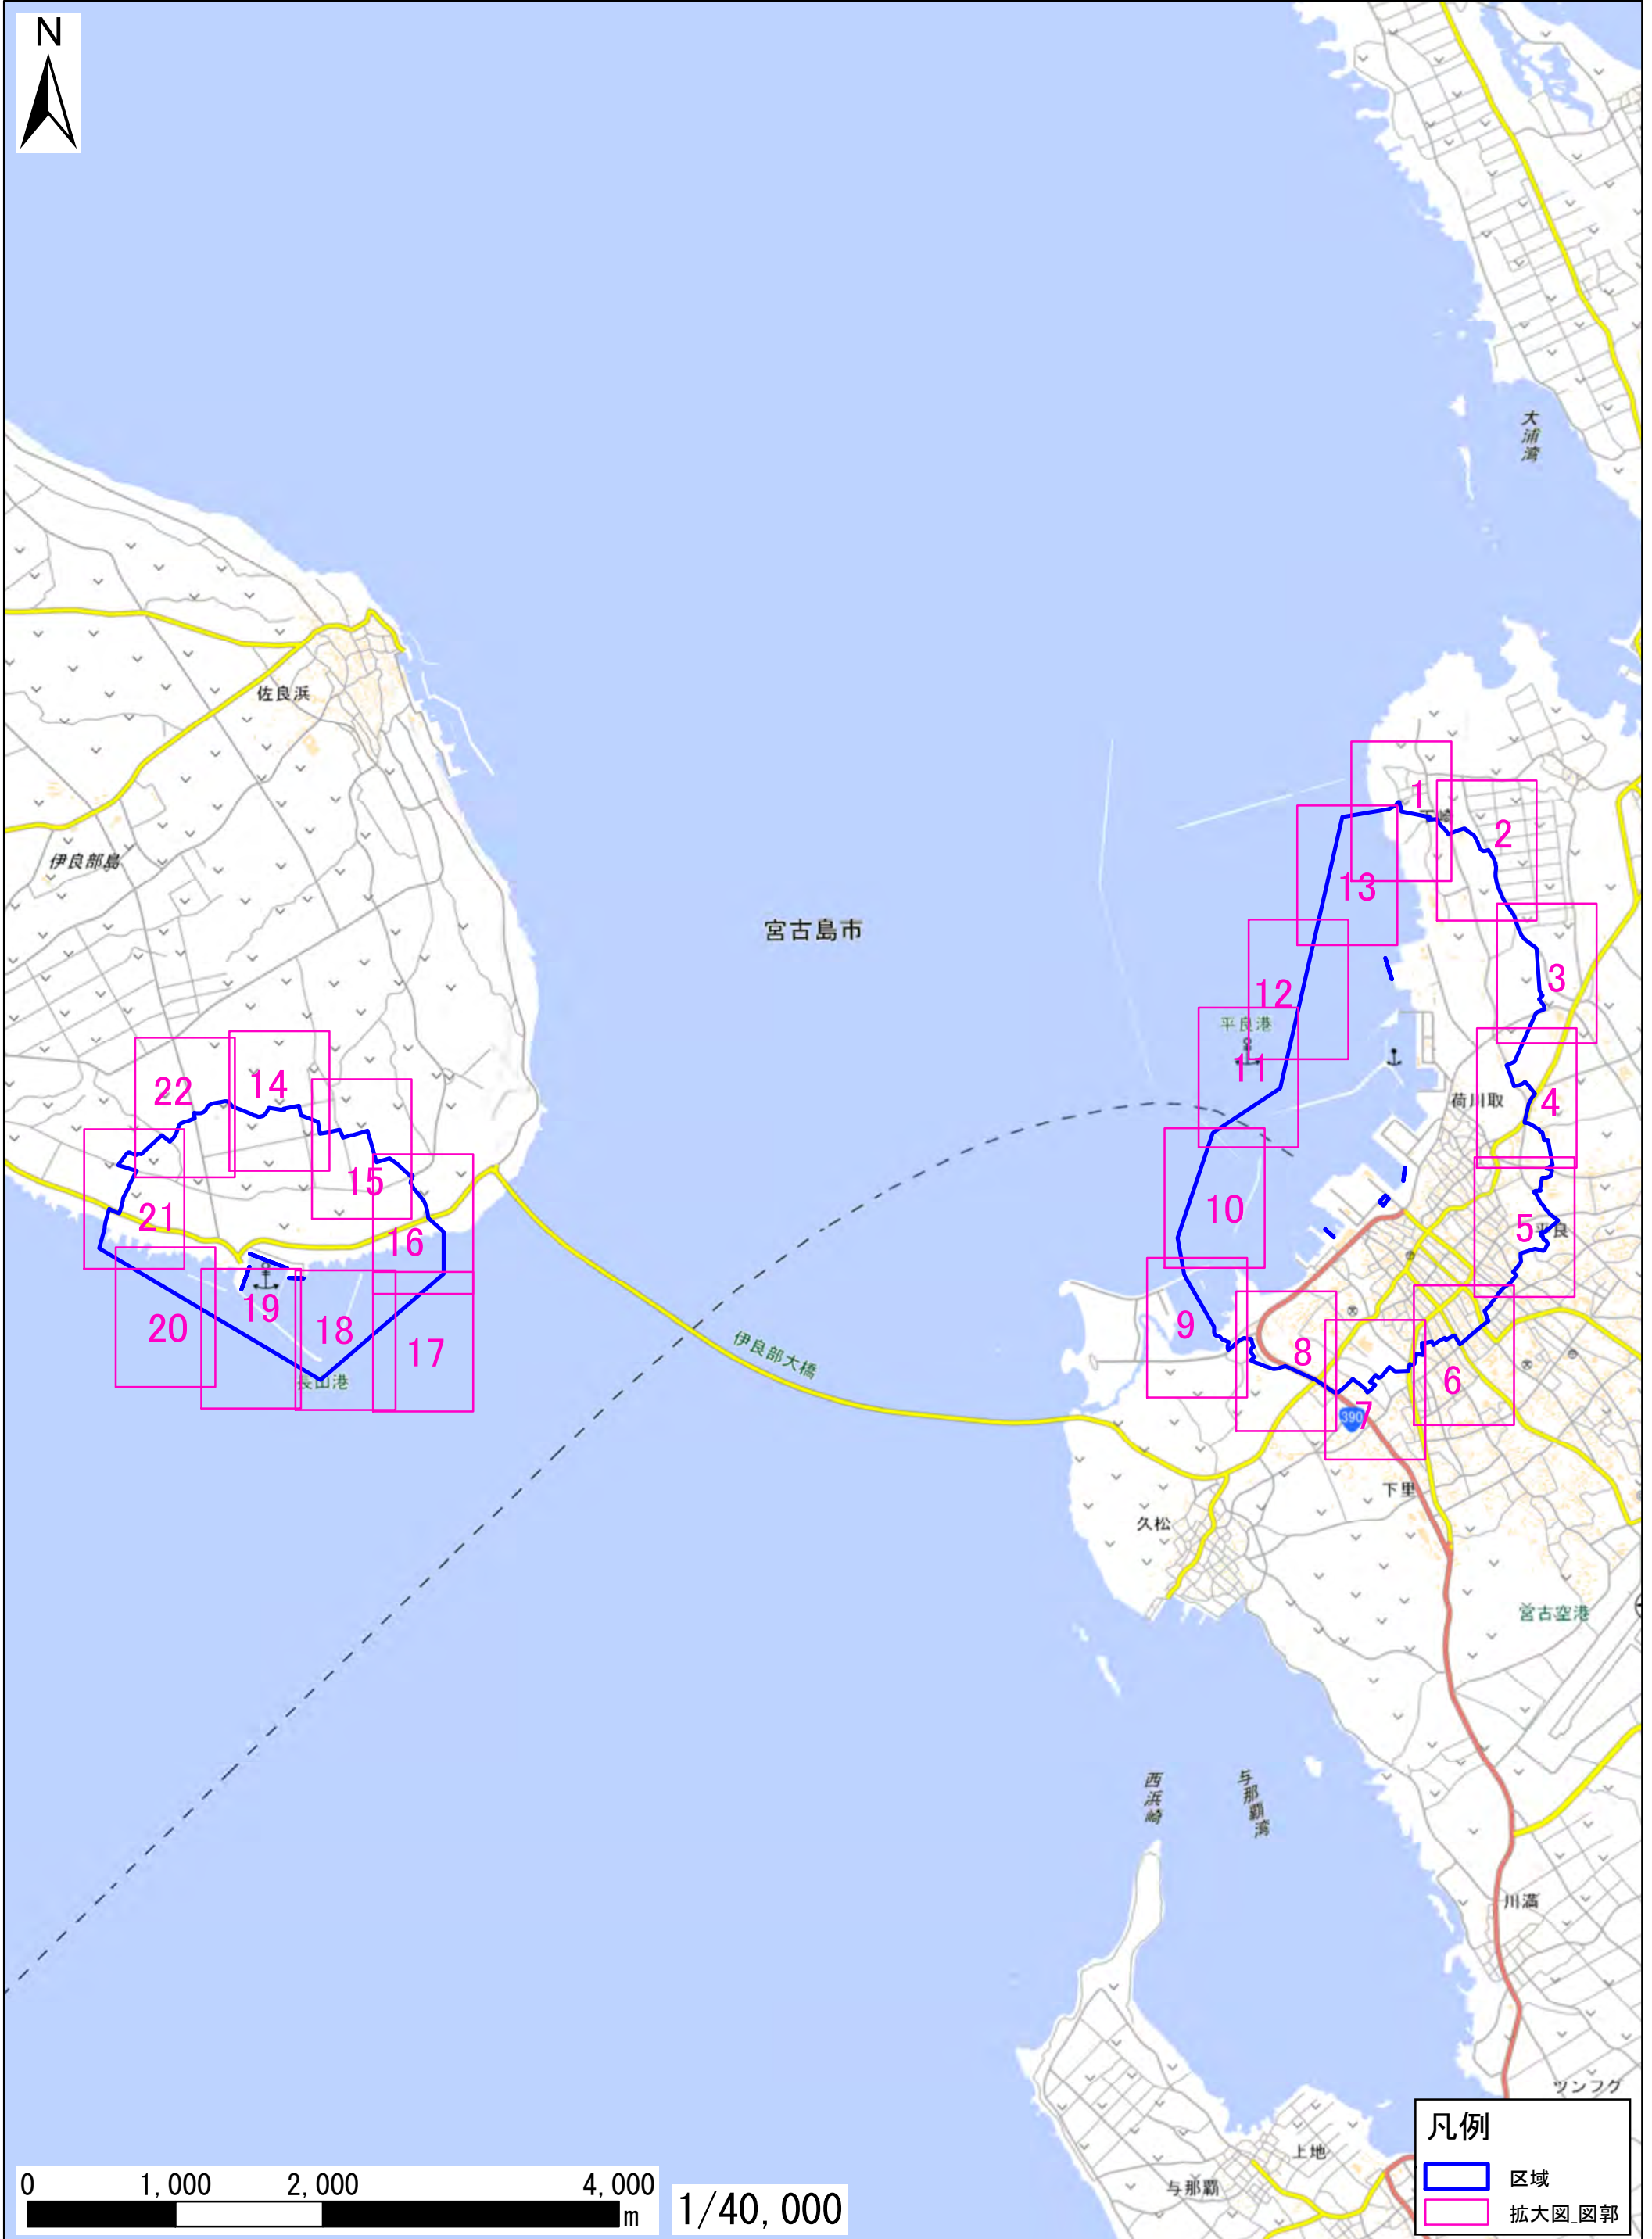 N
大浦湾
佐良浜
伊良部島
宮古島市
1
下崎
2
13
3
12
平良港
11
荷川取
4
22
14
15
10
5
平良
21
16
9
20
19
18
17
長山港
伊良部大橋
8
6
7
390
下里
久松
宮古空港
西浜崎
与那覇湾
川満
ツンフグ
上地
与那覇
凡例
区域
拡大図_図郭
0 1,000 2,000 4,000
m
1/40,000